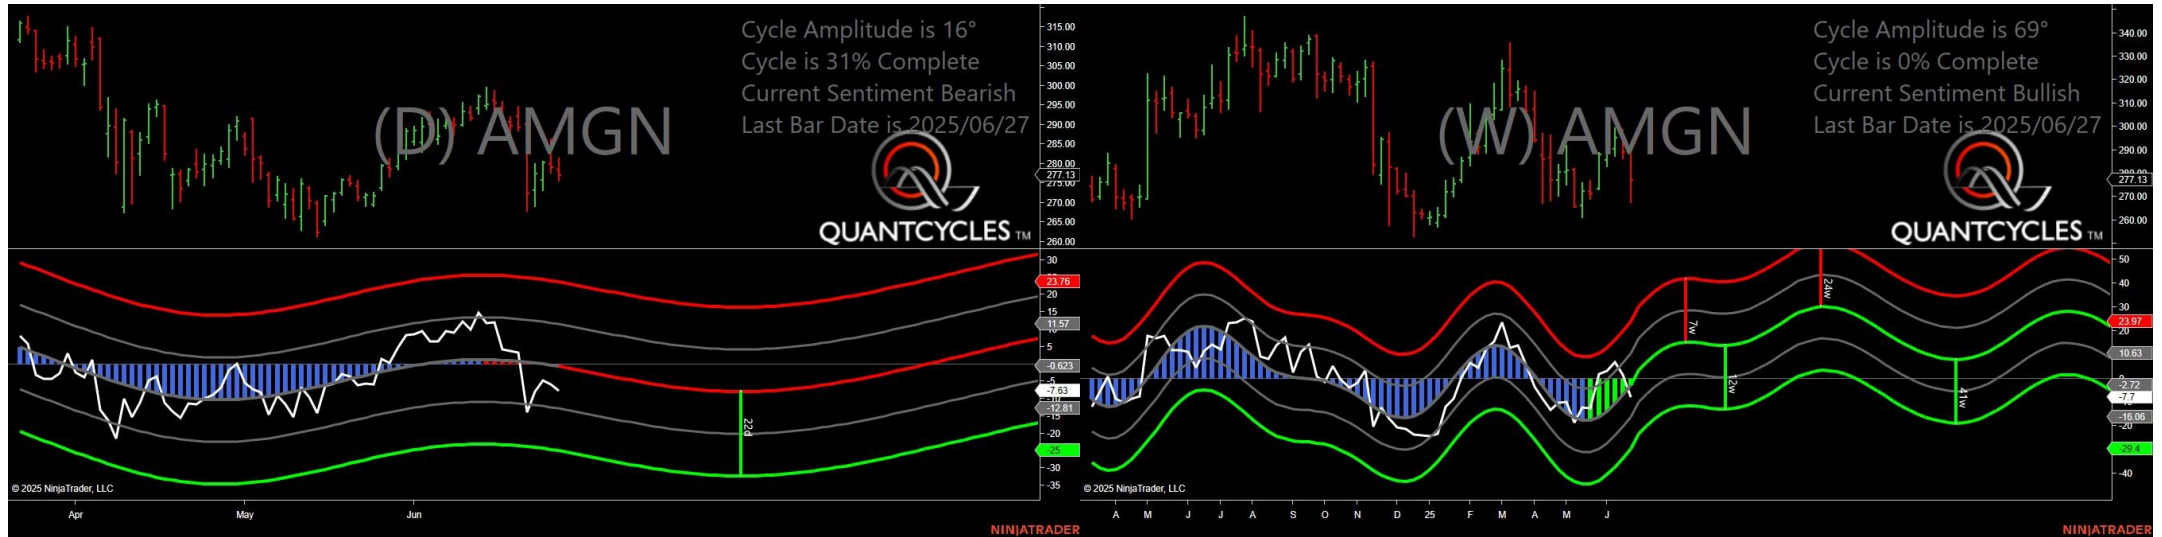 Cycle Amplitude is 16°
Cycle is 31% Complete
Current Sentiment Bearish
Last Bar Date is 2025/06/27
(D) AMGN
QUANTCYCLES TM
315.00
310.00
305.00
300.00
295.00
290.00
285.00
280.00
277.13
275.00
270.00
265.00
260.00
30
23.76
20
15
11.57
5
-0.623
-5
-7.63
-12.81
-15
-20
-25
-30
-35
22d
© 2025 NinjaTrader, LLC
Apr May Jun
NINJATRADER
Cycle Amplitude is 69°
Cycle is 0% Complete
Current Sentiment Bullish
Last Bar Date is 2025/06/27
(W) AMGN
QUANTCYCLES TM
340.00
330.00
320.00
310.00
300.00
290.00
277.13
270.00
260.00
50
40
30
23.97
20
10.63
-2.72
-7.7
-16.06
-20
-29.4
-40
7w
12w
24w
41w
© 2025 NinjaTrader, LLC
A M J J A S O N D 25 F M A M J
NINJATRADER